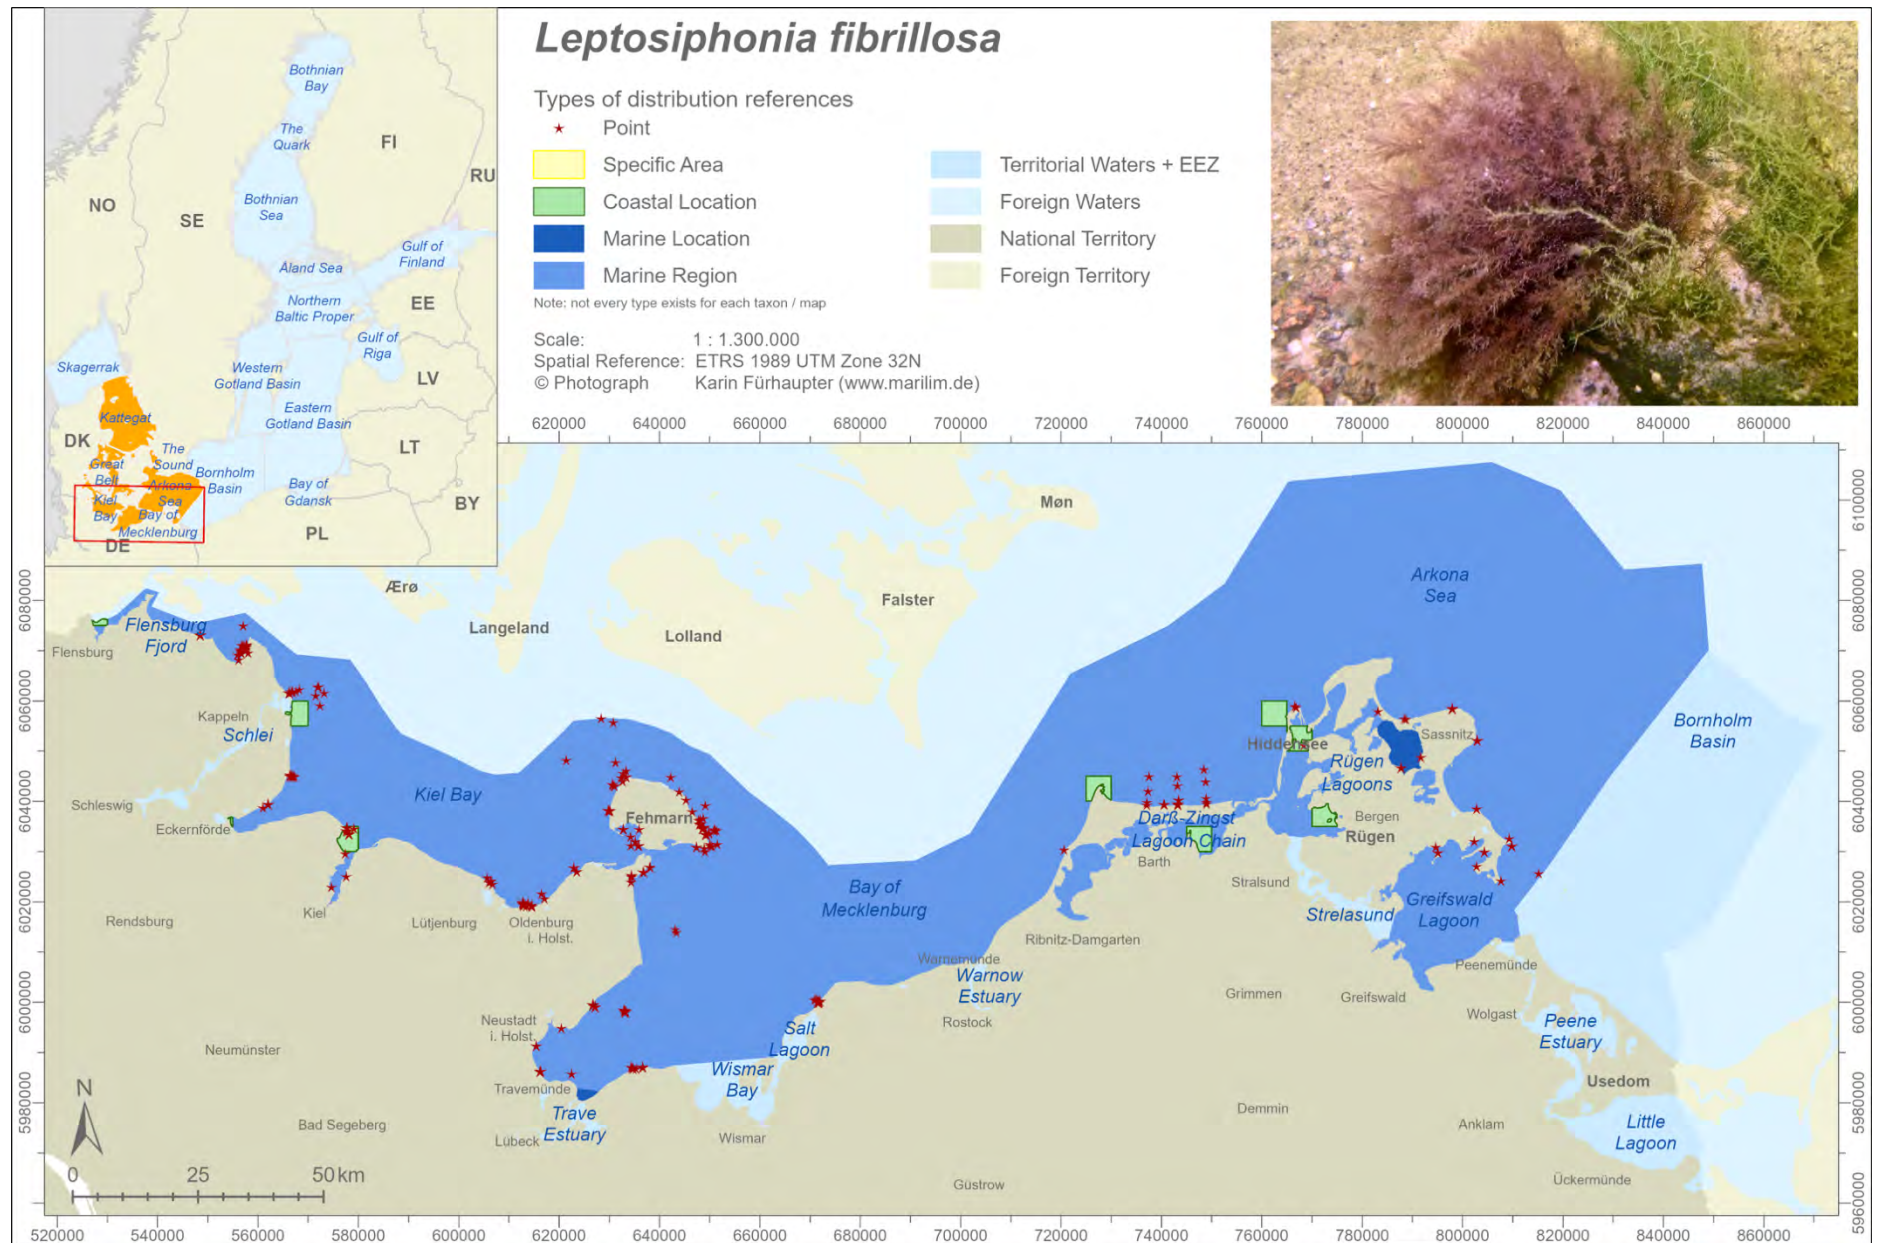 Leptosiphonia fibrillosa
Types of distribution references
Point
Specific Area
Coastal Location
Marine Location
Marine Region
Territorial Waters + EEZ
Foreign Waters
National Territory
Foreign Territory
Note: not every type exists for each taxon / map
Scale: 1 : 1.300.000
Spatial Reference: ETRS 1989 UTM Zone 32N
© Photograph Karin Fürhaupter (www.marilim.de)
Bothnian
Bay
The
Quark
FI
RU
NO
SE
Bothnian
Sea
Gulf of
Finland
Åland Sea
Northern
Baltic Proper
EE
Gulf of
Riga
Skagerrak
Western
Gotland Basin
LV
Kattegat
Eastern
Gotland Basin
DK
The
Sound
LT
Great
Belt
Bornholm
Basin
Arkona
Sea
Bay of
Gdansk
Kiel
Bay
Bay of
Mecklenburg
BY
PL
DE
620000 640000 660000 680000 700000 720000 740000 760000 780000 800000 820000 840000 860000
6100000
6080000
6060000
6040000
6020000
6000000
5980000
5960000
6080000
6060000
6040000
6020000
6000000
5980000
Møn
Ærø
Langeland
Lolland
Falster
Arkona
Sea
Flensburg
Fjord
Flensburg
Kappeln
Schlei
Schleswig
Eckernförde
Kiel Bay
Fehmarn
Hiddensee
Sassnitz
Rügen
Lagoons
Bornholm
Basin
Darß-Zingst
Lagoon Chain
Bergen
Rügen
Barth
Stralsund
Strelasund
Greifswald
Lagoon
Bay of
Mecklenburg
Rendsburg
Kiel
Lütjenburg
Oldenburg
i. Holst.
Ribnitz-Damgarten
Warnemünde
Warnow
Estuary
Peenemünde
Grimmen
Greifswald
Wolgast
Peene
Estuary
Neustadt
i. Holst.
Salt
Lagoon
Rostock
Neumünster
Wismar
Bay
Travemünde
Trave
Estuary
Usedom
Bad Segeberg
Lübeck
Wismar
Demmin
Anklam
Little
Lagoon
Güstrow
Ückermünde
N
0 25 50 km
520000 540000 560000 580000 600000 620000 640000 660000 680000 700000 720000 740000 760000 780000 800000 820000 840000 860000